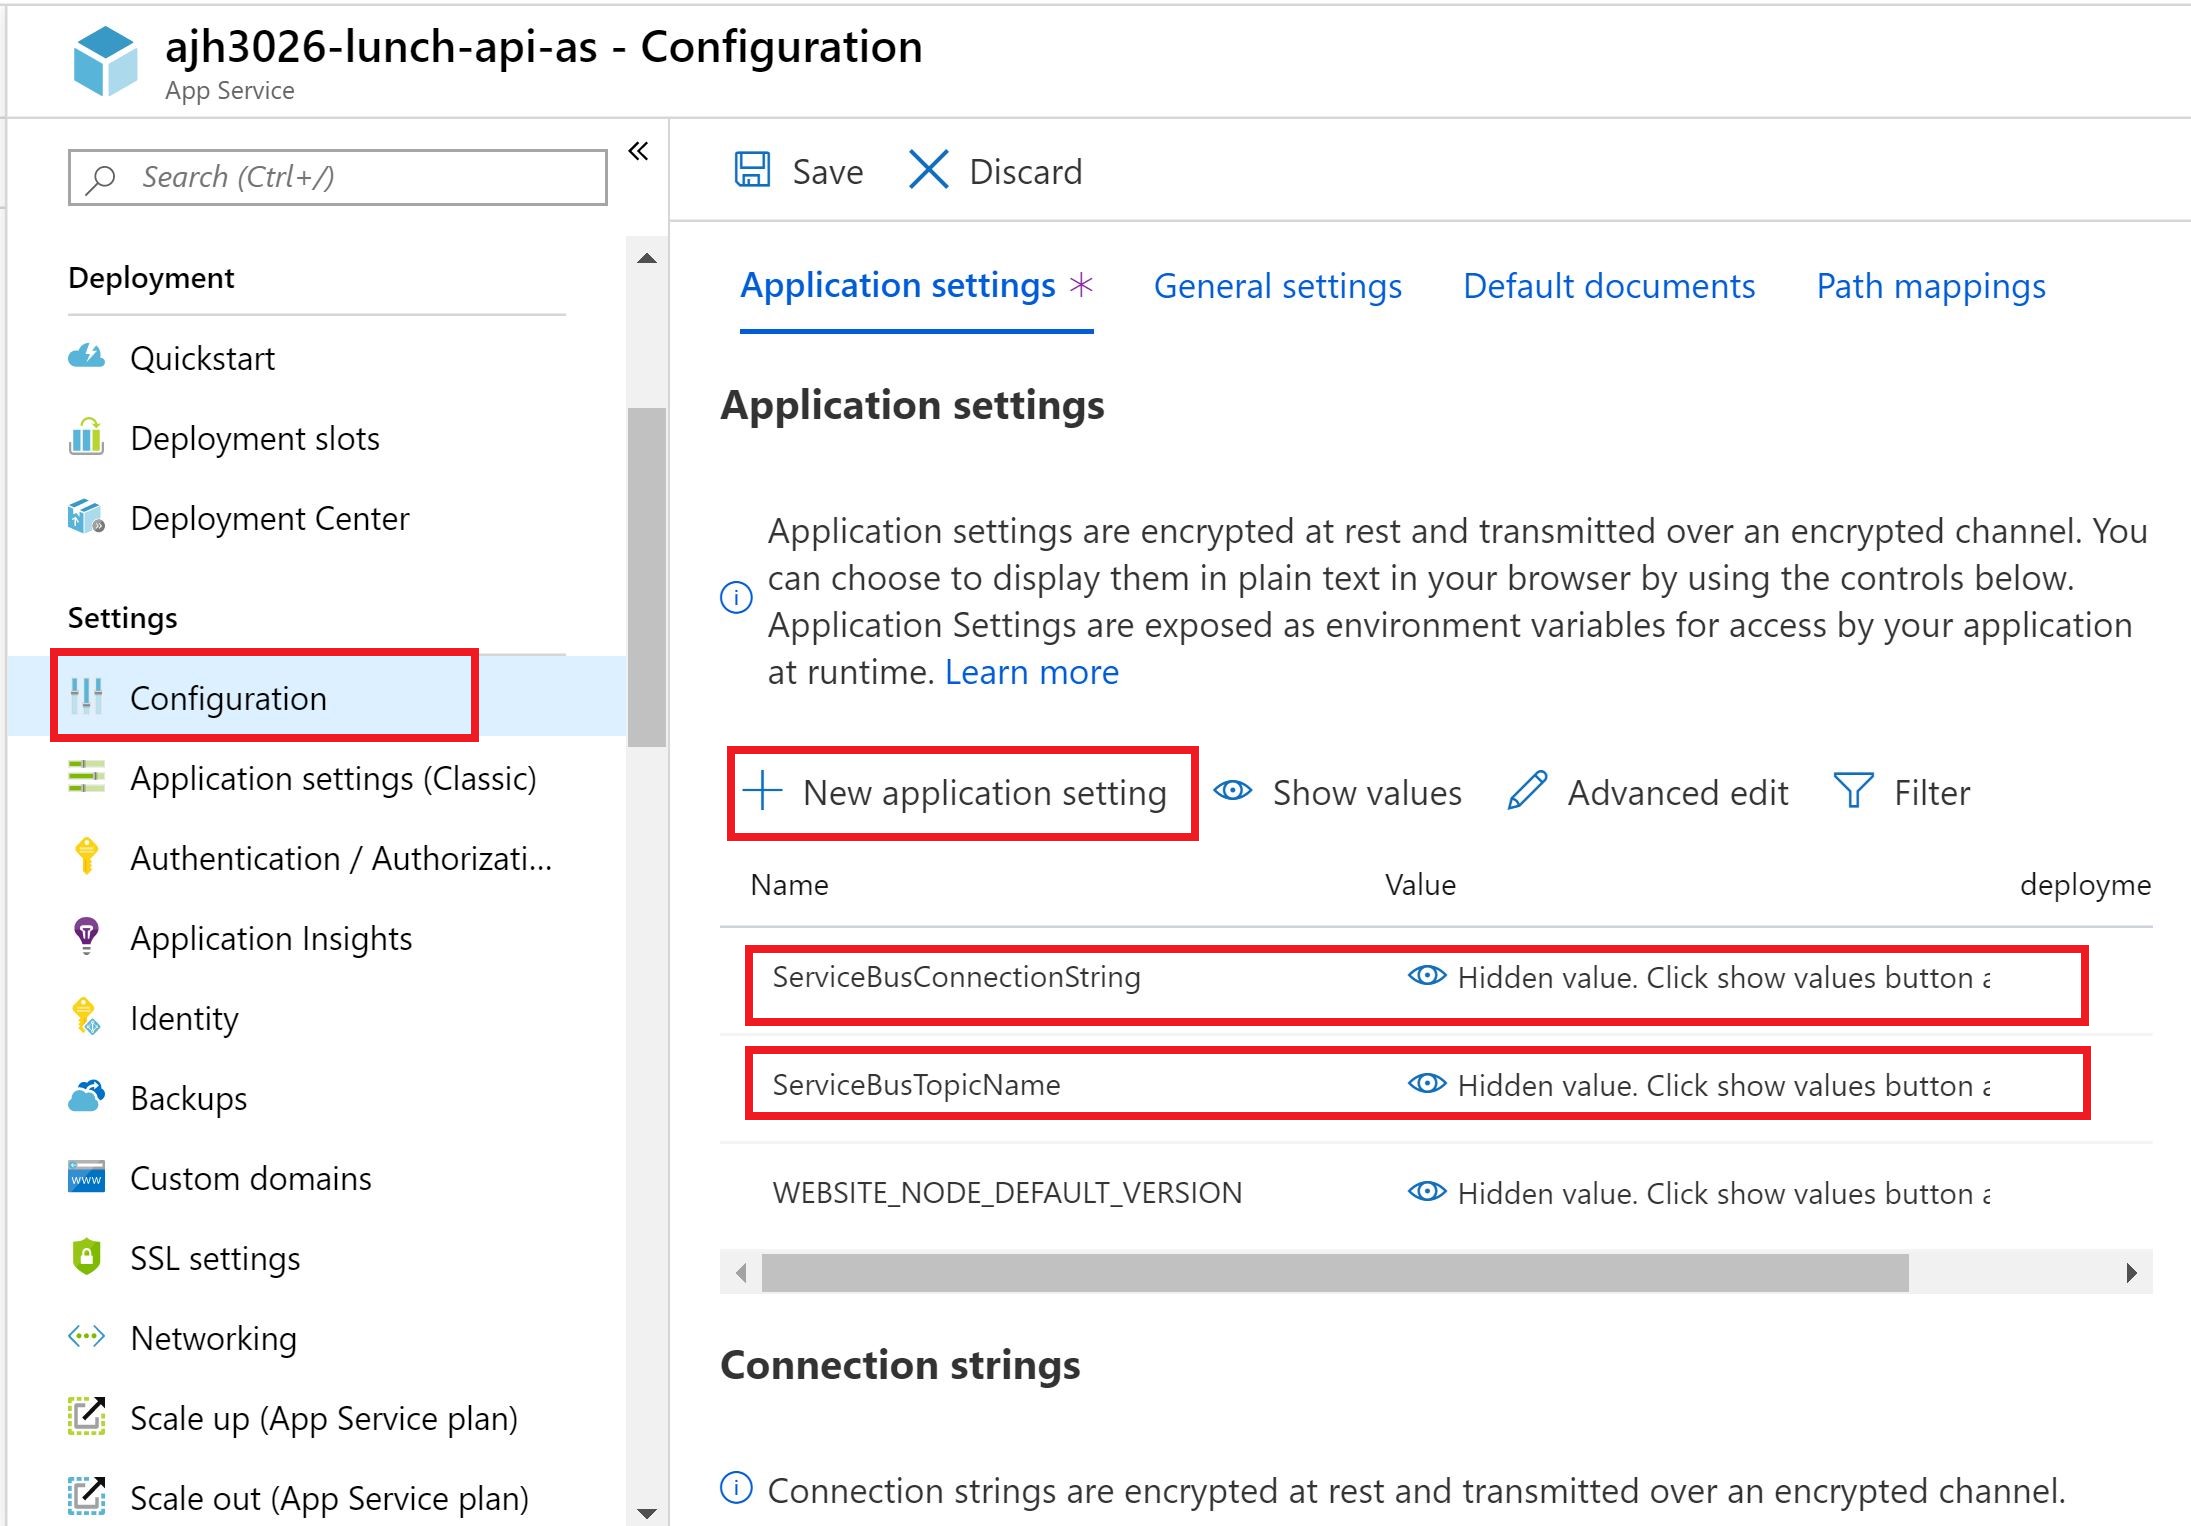 ajh3026-lunch-api-as - Configuration
App Service
Search (Ctrl+/)
«
Deployment
Quickstart
Deployment slots
Deployment Center
Settings
Configuration
Application settings (Classic)
Authentication / Authorizati...
Application Insights
Identity
Backups
Custom domains
www
SSL settings
Networking
Scale up (App Service plan)
Scale out (App Service plan)
Save Discard
Application settings * General settings Default documents Path mappings
Application settings
Application settings are encrypted at rest and transmitted over an encrypted channel. You
can choose to display them in plain text in your browser by using the controls below.
Application Settings are exposed as environment variables for access by your application
at runtime. Learn more
New application setting Show values Advanced edit Filter
Name Value deployme
ServiceBusConnectionString Hidden value. Click show values button
ServiceBusTopicName Hidden value. Click show values button
WEBSITE_NODE_DEFAULT_VERSION Hidden value. Click show values button
Connection strings
Connection strings are encrypted at rest and transmitted over an encrypted channel.